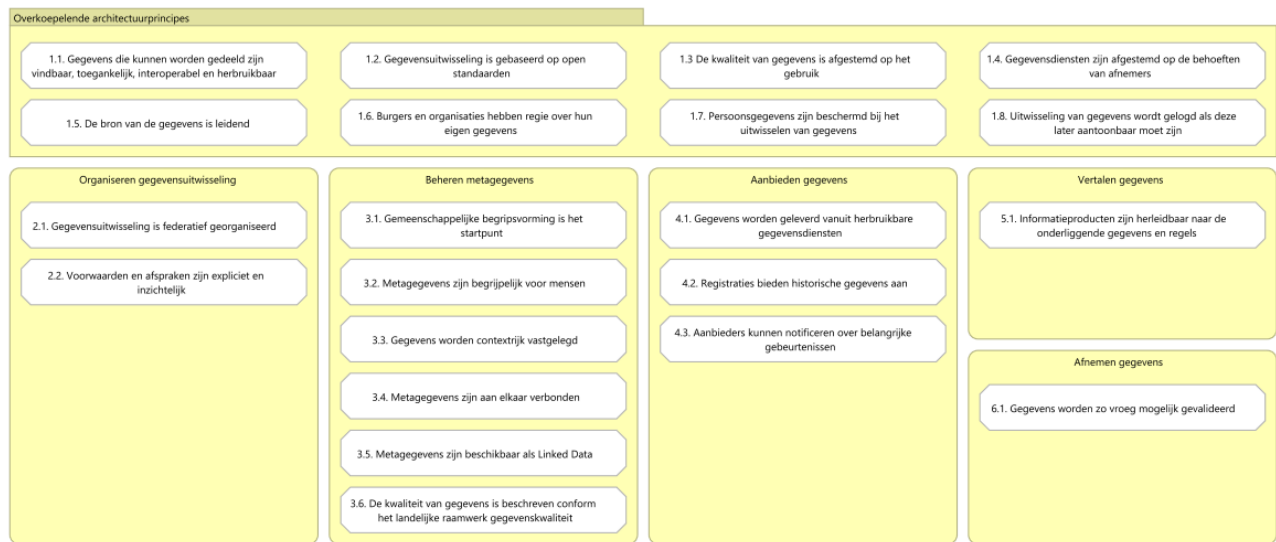 Overkoepelende architectuurprincipes
1.1. Gegevens die kunnen worden gedeeld zijn
vindbaar, toegankelijk, interoperabel en herbruikbaar
1.2. Gegevensuitwisseling is gebaseerd op open
standaarden
1.3 De kwaliteit van gegevens is afgestemd op het
gebruik
1.4. Gegevensdiensten zijn afgestemd op de behoeften
van afnemers
1.5. De bron van de gegevens is leidend
1.6. Burgers en organisaties hebben regie over hun
eigen gegevens
1.7. Persoonsgegevens zijn beschermd bij het
uitwisselen van gegevens
1.8. Uitwisseling van gegevens wordt gelogd als deze
later aantoonbaar moet zijn
Organiseren gegevensuitwisseling
2.1. Gegevensuitwisseling is federatief georganiseerd
2.2. Voorwaarden en afspraken zijn expliciet en
inzichtelijk
Beheren metagegevens
3.1. Gemeenschappelijke begripsvorming is het
startpunt
3.2. Metagegevens zijn begrijpelijk voor mensen
3.3. Gegevens worden contextrijk vastgelegd
3.4. Metagegevens zijn aan elkaar verbonden
3.5. Metagegevens zijn beschikbaar als Linked Data
3.6. De kwaliteit van gegevens is beschreven conform
het landelijke raamwerk gegevenskwaliteit
Aanbieden gegevens
4.1. Gegevens worden geleverd vanuit herbruikbare
gegevensdiensten
4.2. Registraties bieden historische gegevens aan
4.3. Aanbieders kunnen notificeren over belangrijke
gebeurtenissen
Vertalen gegevens
5.1. Informatieproducten zijn herleidbaar naar de
onderliggende gegevens en regels
Afnemen gegevens
6.1. Gegevens worden zo vroeg mogelijk gevalideerd